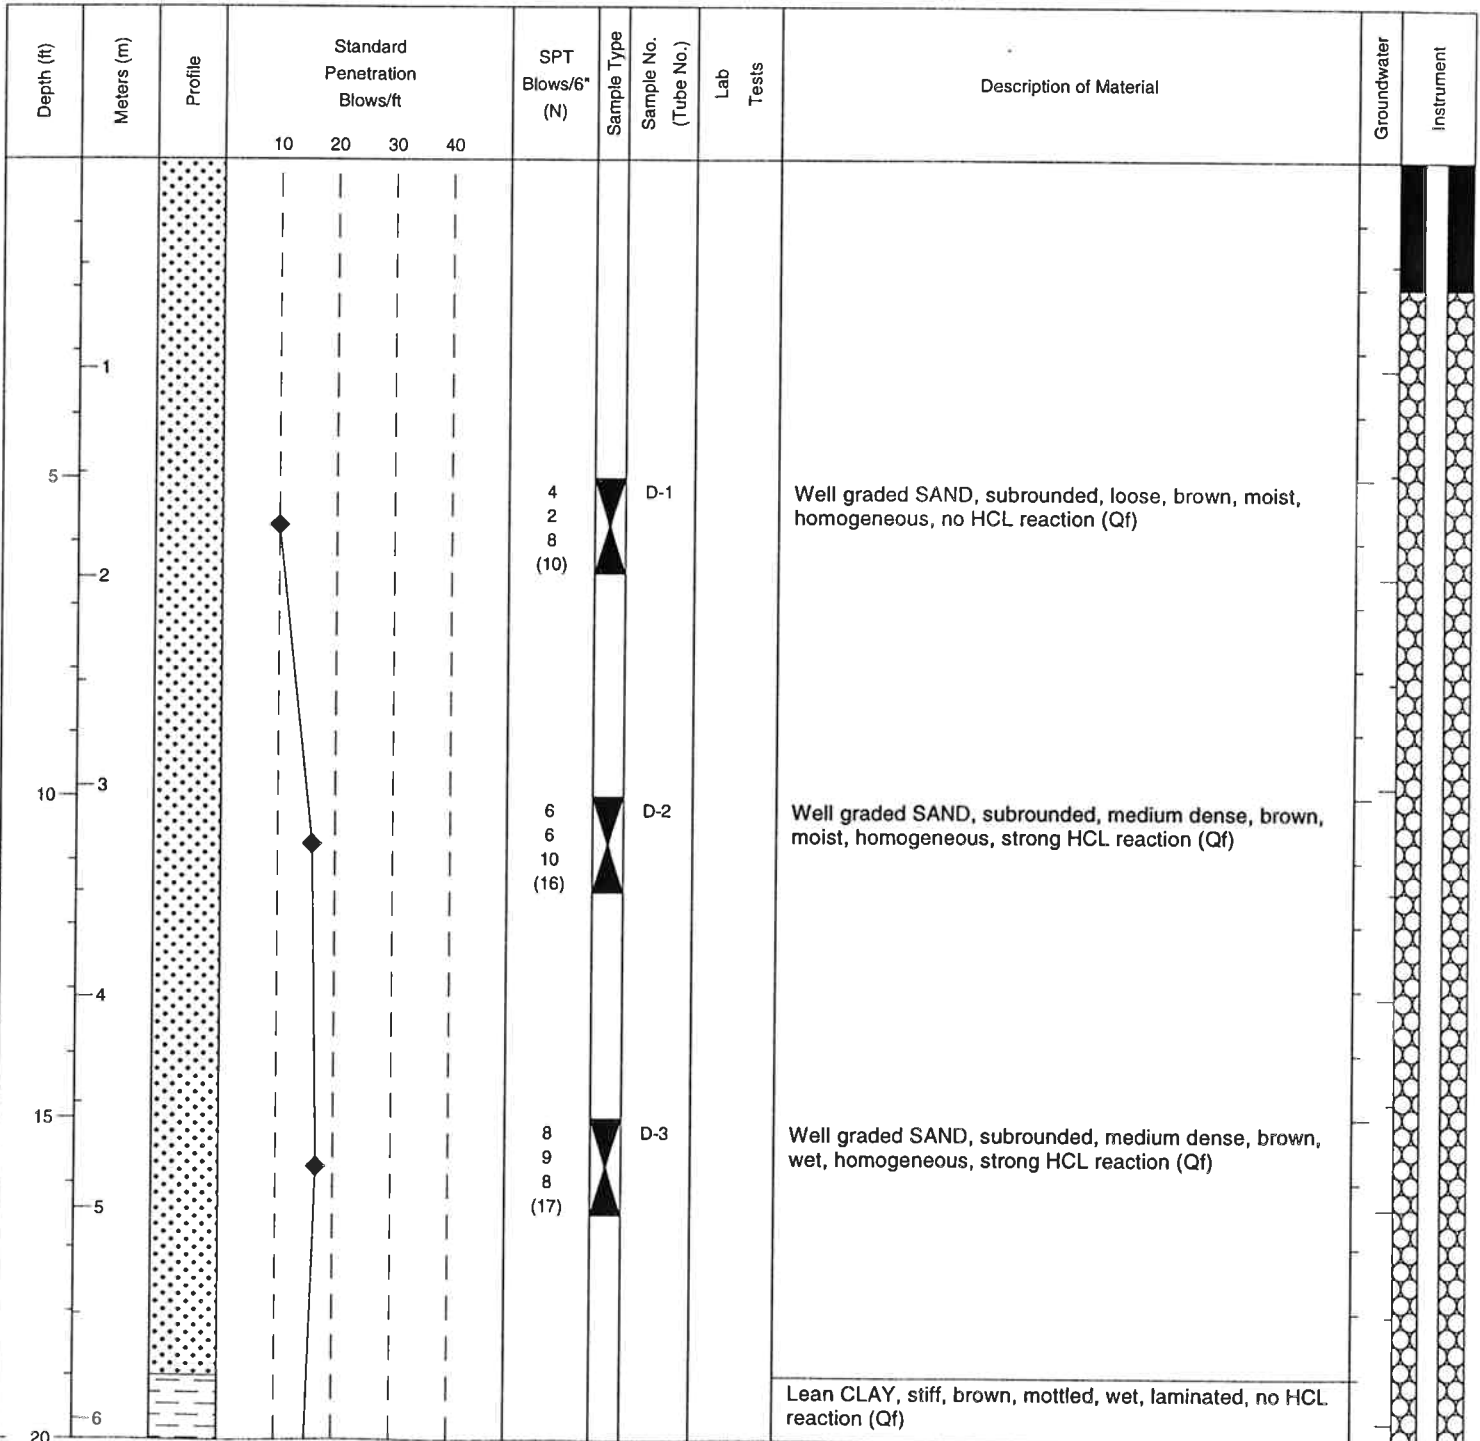 Depth (ft)
Meters (m)
Profile
Standard
Penetration
Blows/ft
10 20 30 40
SPT
Blows/6"
(N)
Sample Type
Sample No.
(Tube No.)
Lab
Tests
Description of Material
Groundwater
Instrument
1
5
4
2
8
(10)
D-1
Well graded SAND, subrounded, loose, brown, moist,
homogeneous, no HCL reaction (Qf)
2
3
10
6
6
10
(16)
D-2
Well graded SAND, subrounded, medium dense, brown,
moist, homogeneous, strong HCL reaction (Qf)
4
15
8
9
8
(17)
D-3
Well graded SAND, subrounded, medium dense, brown,
wet, homogeneous, strong HCL reaction (Qf)
5
Lean CLAY, stiff, brown, mottled, wet, laminated, no HCL
reaction (Qf)
6
20